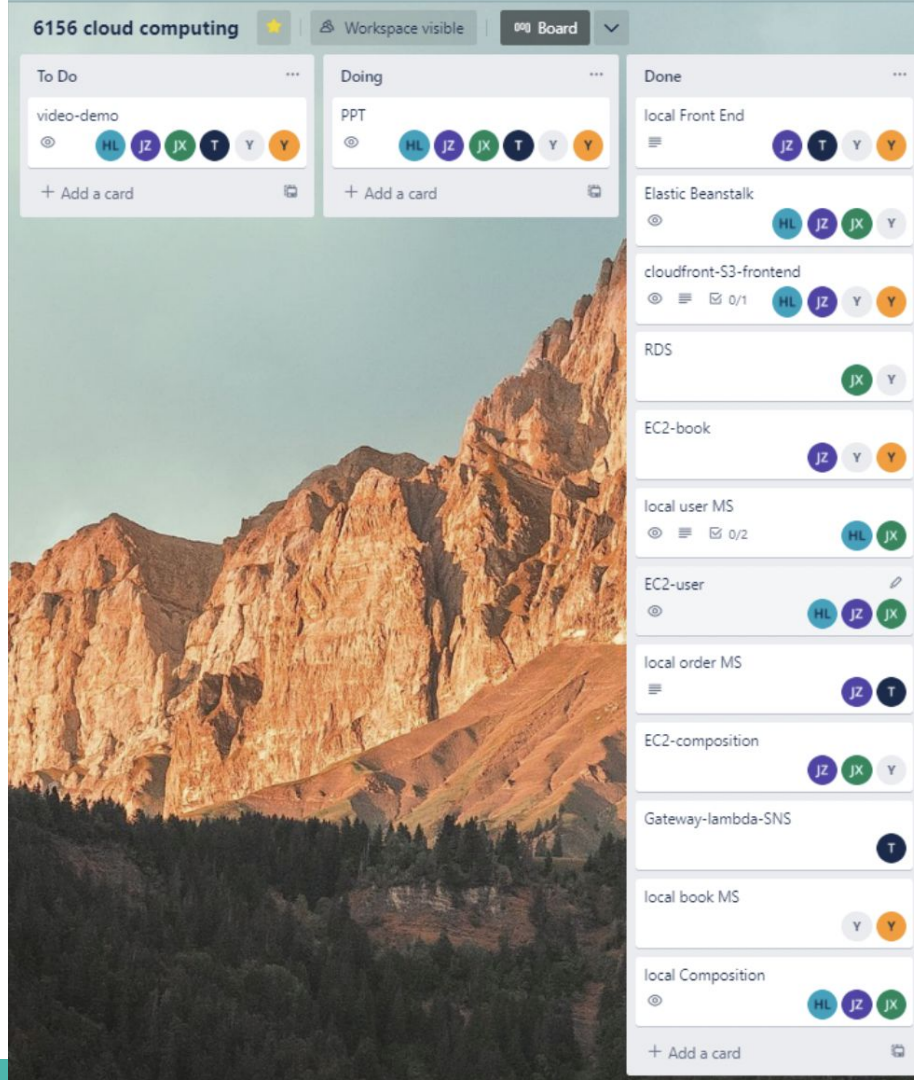 6156 cloud computing Workspace visible Board
To Do
video-demo
HL JZ JX T Y Y
+ Add a card
Doing
PPT
HL JZ JX T Y Y
+ Add a card
Done
local Front End
JZ T Y Y
Elastic Beanstalk
HL JZ JX Y
cloudfront-S3-frontend
0/1 HL JZ Y Y
RDS
JX Y
EC2-book
JZ Y Y
local user MS
0/2 HL JX
EC2-user
HL JZ JX
local order MS
JZ T
EC2-composition
JZ JX Y
Gateway-lambda-SNS
T
local book MS
Y Y
local Composition
HL JZ JX
+ Add a card